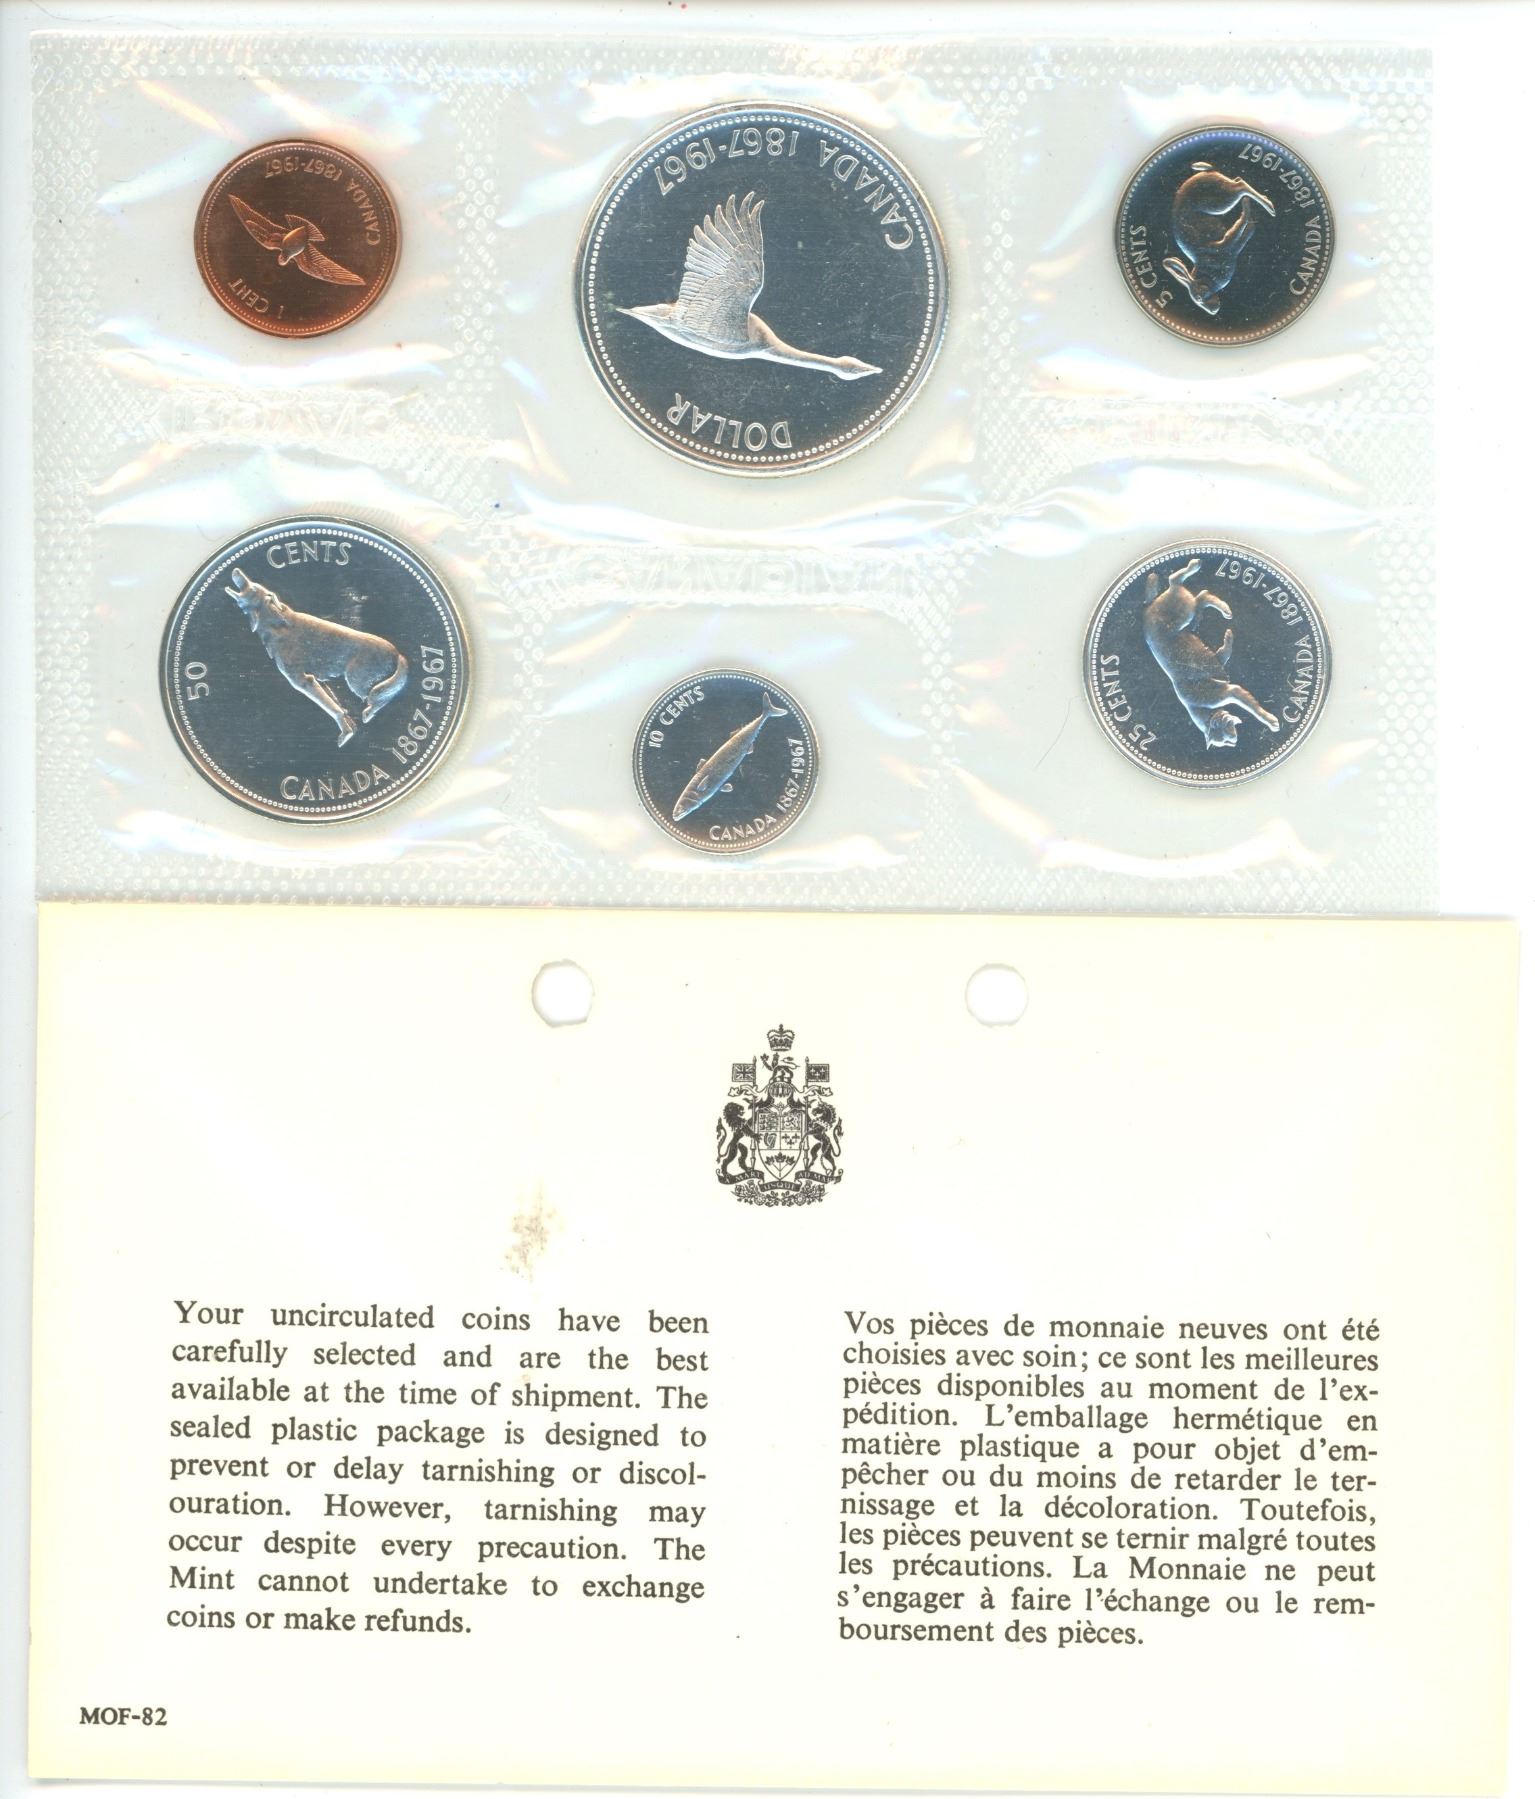 CANADA 1867-1967
1 CENT
CANADA 1867-1967
DOLLAR
CANADA 1867-1967
5 CENTS
50
CENTS
CANADA 1867-1967
10 CENTS
CANADA 1867-1967
25 CENTS
CANADA 1867-1967
A MARI USQUE AD MARE
Your uncirculated coins have been
carefully selected and are the best
available at the time of shipment. The
sealed plastic package is designed to
prevent or delay tarnishing or discol-
ouration. However, tarnishing may
occur despite every precaution. The
Mint cannot undertake to exchange
coins or make refunds.
Vos pièces de monnaie neuves ont été
choisies avec soin; ce sont les meilleures
pièces disponibles au moment de l'ex-
pédition. L'emballage hermétique en
matière plastique a pour objet d'em-
pêcher ou du moins de retarder le ter-
nissage et la décoloration. Toutefois,
les pièces peuvent se ternir malgré toutes
les précautions. La Monnaie ne peut
s'engager à faire l'échange ou le rem-
boursement des pièces.
MOF-82